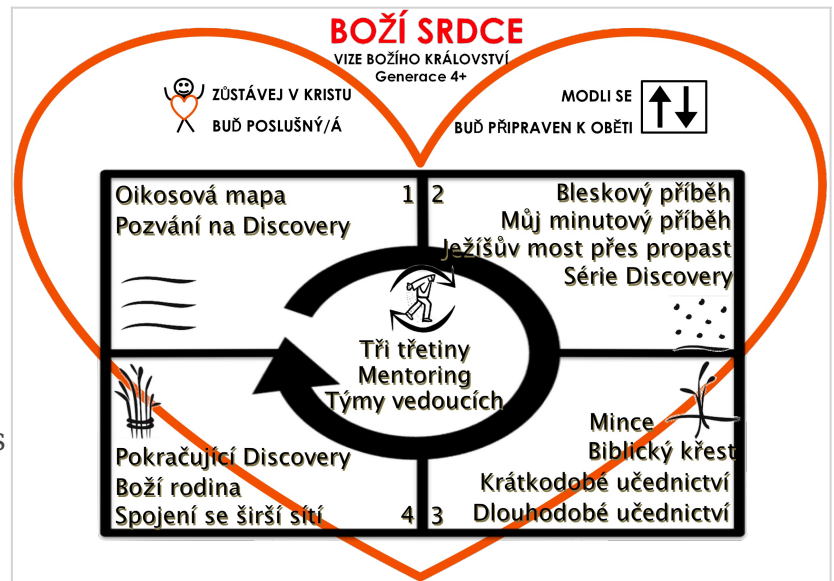 BOŽÍ SRDCE
VIZE BOŽÍHO KRÁLOVSTVÍ
Generace 4+
ZŮSTÁVEJ V KRISTU
BUĎ POSLUŠNÝ/Á
MODLI SE
BUĎ PŘIPRAVEN K OBĚTI
Oikosová mapa 1
Pozvání na Discovery
2 Bleskový příběh
Můj minutový příběh
Ježíšův most přes propast
Série Discovery
Tři třetiny
Mentoring
Týmy vedoucích
Mince
Biblický křest
Krátkodobé učednictví
3 Dlouhodobé učednictví
Pokračující Discovery
Boží rodina
Spojení se širší sítí 4
s